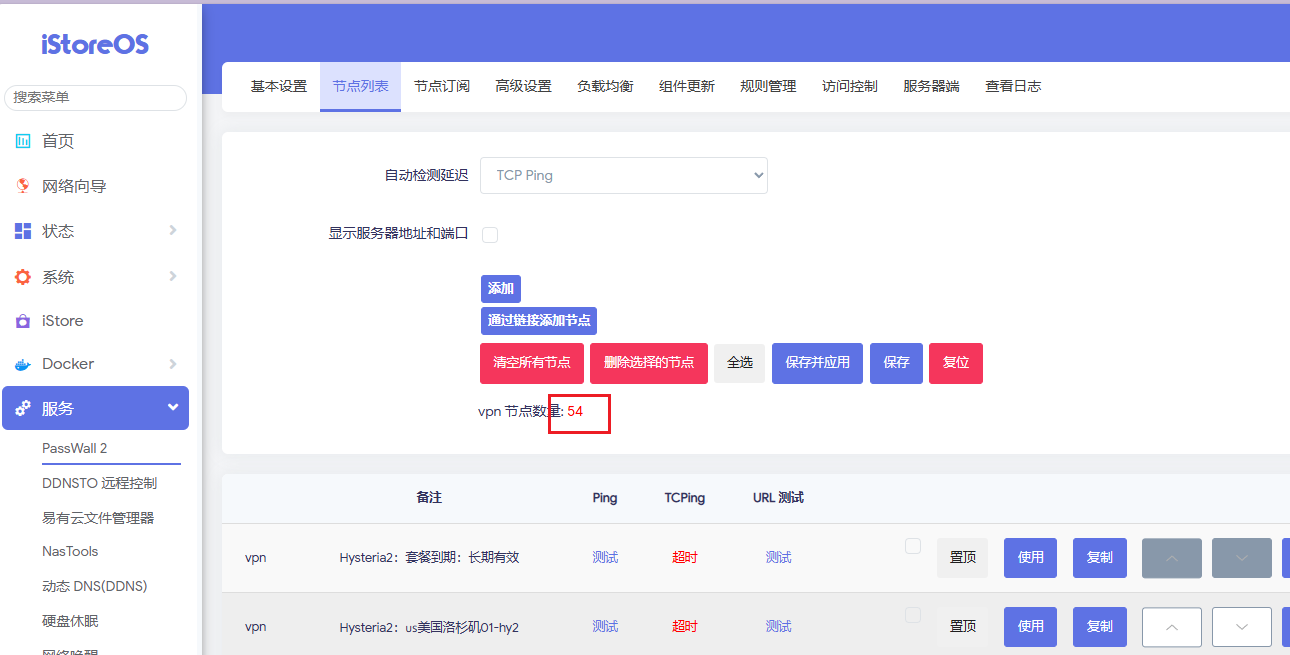 iStoreOS
搜索菜单
首页
网络向导
状态
系统
iStore
Docker
服务
PassWall 2
DDNSTO 远程控制
易有云文件管理器
NasTools
动态 DNS(DDNS)
硬盘休眠
网络唤醒
基本设置 节点列表 节点订阅 高级设置 负载均衡 组件更新 规则管理 访问控制 服务器端 查看日志
自动检测延迟 TCP Ping
显示服务器地址和端口
添加
通过链接添加节点
清空所有节点 删除选择的节点 全选 保存并应用 保存 复位
vpn 节点数量: 54
备注 Ping TCPing URL 测试
vpn Hysteria2：套餐到期：长期有效 测试 超时 测试 置顶 使用 复制
vpn Hysteria2：us美国洛杉矶01-hy2 测试 超时 测试 置顶 使用 复制